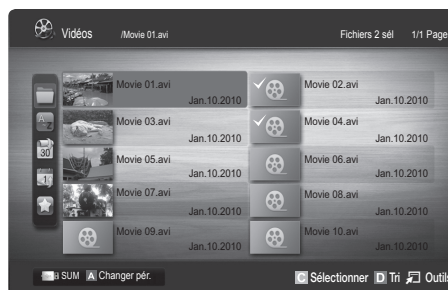 Vidéos /Movie 01.avi Fichiers 2 sél 1/1 Page
Movie 01.avi
Jan.10.2010
Movie 02.avi
Jan.10.2010
Movie 03.avi
Jan.10.2010
Movie 04.avi
Jan.10.2010
Movie 05.avi
Jan.10.2010
Movie 06.avi
Jan.10.2010
Movie 07.avi
Jan.10.2010
Movie 08.avi
Jan.10.2010
Movie 09.avi
Jan.10.2010
Movie 10.avi
Jan.10.2010
A Z
30
1
SUM A Changer pér. C Sélectionner D Tri Outils